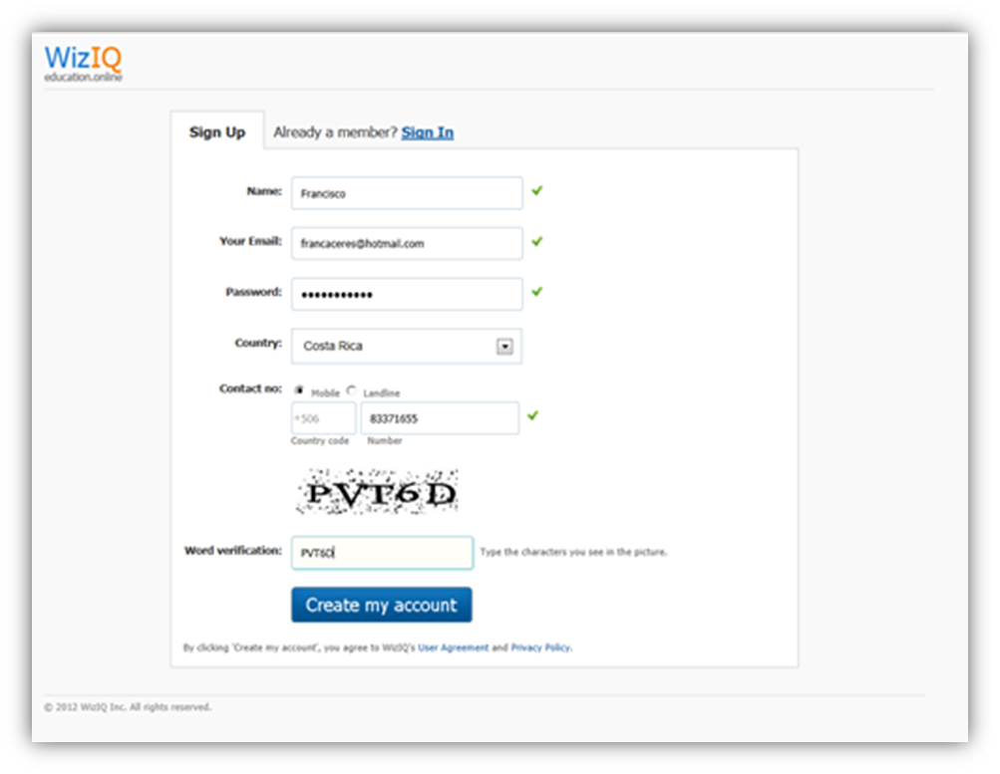 WizIQ
education.online
Sign Up Already a member? Sign In
Name: Francisco
Your Email: francaceres@hotmail.com
Password: •••••••••••
Country: Costa Rica
Contact no: Mobile Landline
+506 83371655
Country code Number
PVT6D
Word verification: PVT6D Type the characters you see in the picture.
Create my account
By clicking 'Create my account', you agree to WizIQ's User Agreement and Privacy Policy.
© 2012 WizIQ Inc. All rights reserved.